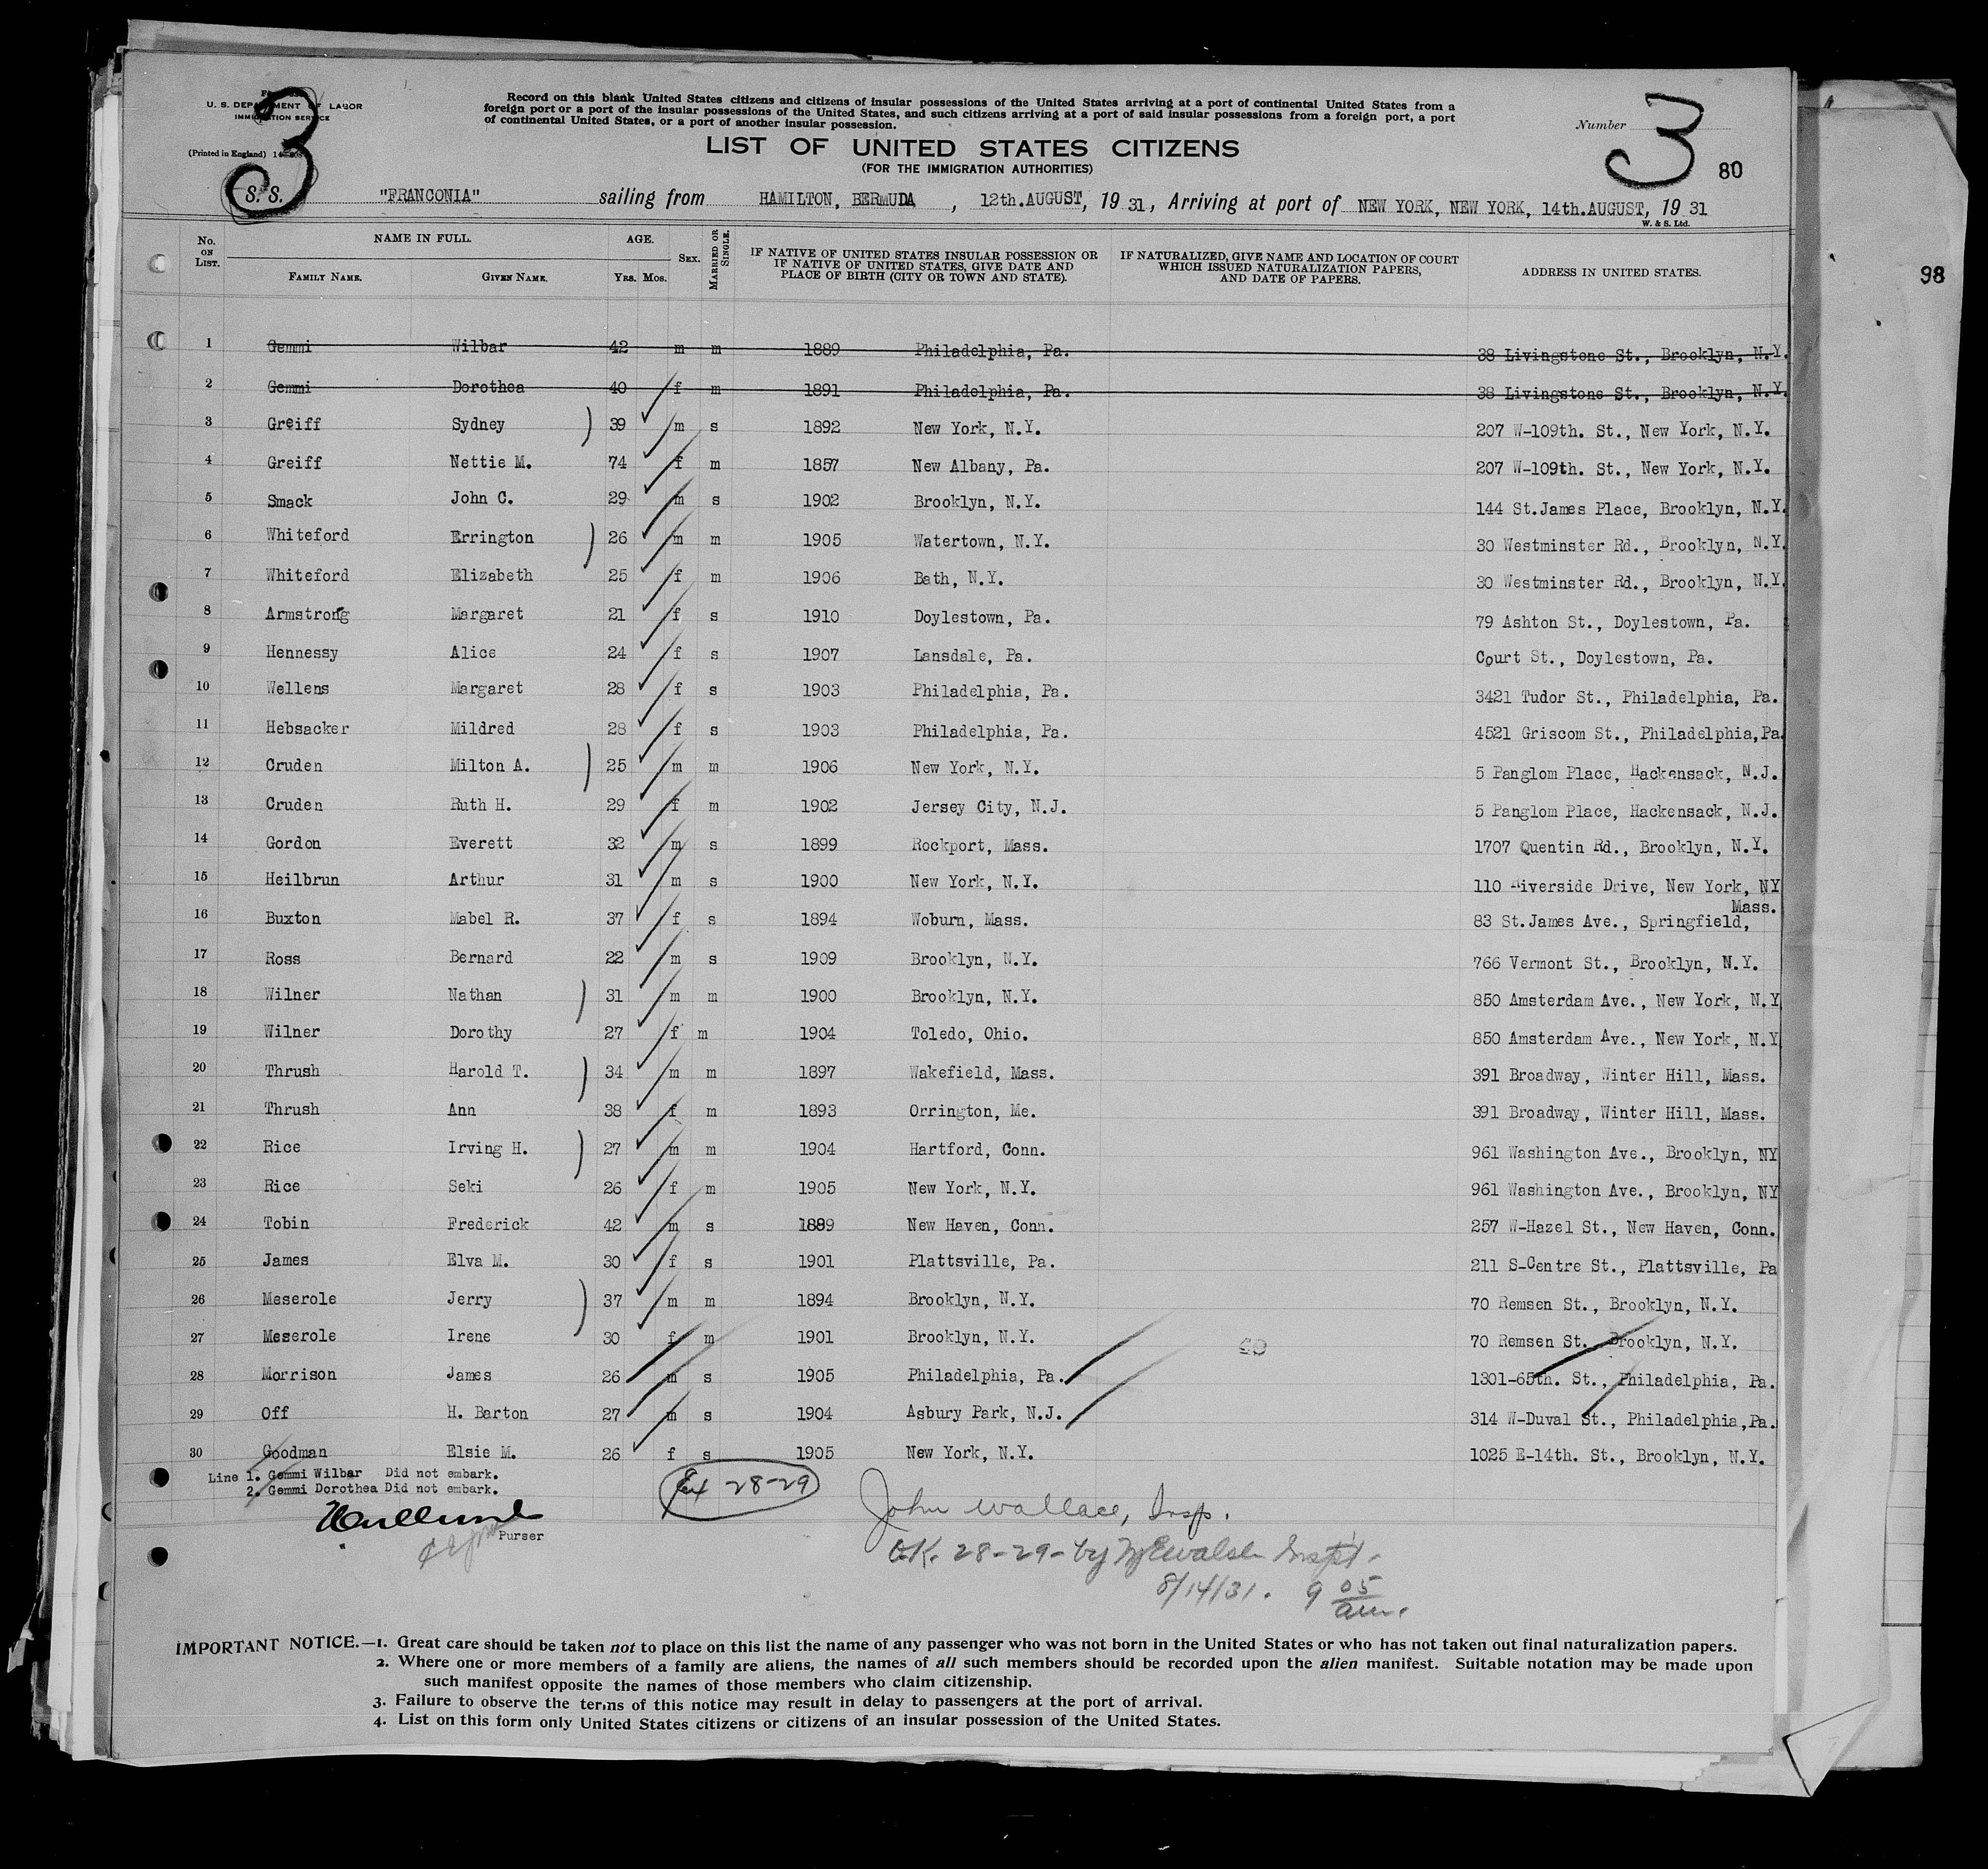 U. S. DEPARTMENT OF LABOR
IMMIGRATION SERVICE
(Printed in England)
Record on this blank United States citizens and citizens of insular possessions of the United States arriving at a port of continental United States from a
foreign port or a port of the insular possessions of the United States, and such citizens arriving at a port of said insular possessions from a foreign port, a port
of continental United States, or a port of another insular possession.
LIST OF UNITED STATES CITIZENS
(FOR THE IMMIGRATION AUTHORITIES)
3
Number 3
80
98
S.S. "FRANCONIA" sailing from HAMILTON, BERMUDA, 12th.AUGUST, 1931, Arriving at port of NEW YORK, NEW YORK, 14th.AUGUST, 1931
W. & S. Ltd.
No. ON LIST. NAME IN FULL. FAMILY NAME. GIVEN NAME. AGE. YRS. MOS. SEX. MARRIED OR SINGLE. IF NATIVE OF UNITED STATES INSULAR POSSESSION OR IF NATIVE OF UNITED STATES, GIVE DATE AND PLACE OF BIRTH (CITY OR TOWN AND STATE). IF NATURALIZED, GIVE NAME AND LOCATION OF COURT WHICH ISSUED NATURALIZATION PAPERS, AND DATE OF PAPERS. ADDRESS IN UNITED STATES.
1 Gemmi Wilbar 42 m m 1889 Philadelphia, Pa. 38 Livingstone St., Brooklyn, N.Y.
2 Gemmi Dorothea 40 f m 1891 Philadelphia, Pa. 38 Livingstone St., Brooklyn, N.Y.
3 Greiff Sydney 39 m s 1892 New York, N.Y. 207 W-109th. St., New York, N.Y.
4 Greiff Nettie M. 74 f m 1857 New Albany, Pa. 207 W-109th. St., New York, N.Y.
5 Smack John C. 29 m s 1902 Brooklyn, N.Y. 144 St.James Place, Brooklyn, N.Y.
6 Whiteford Errington 26 m m 1905 Watertown, N.Y. 30 Westminster Rd., Brooklyn, N.Y.
7 Whiteford Elizabeth 25 f m 1906 Bath, N.Y. 30 Westminster Rd., Brooklyn, N.Y.
8 Armstrong Margaret 21 f s 1910 Doylestown, Pa. 79 Ashton St., Doylestown, Pa.
9 Hennessy Alice 24 f s 1907 Lansdale, Pa. Court St., Doylestown, Pa.
10 Wellens Margaret 28 f s 1903 Philadelphia, Pa. 3421 Tudor St., Philadelphia, Pa.
11 Hebsacker Mildred 28 f s 1903 Philadelphia, Pa. 4521 Griscom St., Philadelphia,Pa.
12 Cruden Milton A. 25 m m 1906 New York, N.Y. 5 Panglom Place, Hackensack, N.J.
13 Cruden Ruth H. 29 f m 1902 Jersey City, N.J. 5 Panglom Place, Hackensack, N.J.
14 Gordon Everett 32 m s 1899 Rockport, Mass. 1707 Quentin Rd., Brooklyn, N.Y.
15 Heilbrun Arthur 31 m s 1900 New York, N.Y. 110 Riverside Drive, New York, NY
16 Buxton Mabel R. 37 f s 1894 Woburn, Mass. 83 St.James Ave., Springfield, Mass.
17 Ross Bernard 22 m s 1909 Brooklyn, N.Y. 766 Vermont St., Brooklyn, N.Y.
18 Wilner Nathan 31 m m 1900 Brooklyn, N.Y. 850 Amsterdam Ave., New York, N.Y
19 Wilner Dorothy 27 f m 1904 Toledo, Ohio. 850 Amsterdam Ave., New York, N.Y
20 Thrush Harold T. 34 m m 1897 Wakefield, Mass. 391 Broadway, Winter Hill, Mass.
21 Thrush Ann 38 f m 1893 Orrington, Me. 391 Broadway, Winter Hill, Mass.
22 Rice Irving H. 27 m m 1904 Hartford, Conn. 961 Washington Ave., Brooklyn, NY
23 Rice Seki 26 f m 1905 New York, N.Y. 961 Washington Ave., Brooklyn, NY
24 Tobin Frederick 42 m s 1889 New Haven, Conn. 257 W-Hazel St., New Haven, Conn.
25 James Elva M. 30 f s 1901 Plattsville, Pa. 211 S-Centre St., Plattsville, Pa
26 Meserole Jerry 37 m m 1894 Brooklyn, N.Y. 70 Remsen St., Brooklyn, N.Y.
27 Meserole Irene 30 f m 1901 Brooklyn, N.Y. 70 Remsen St. Brooklyn, N.Y.
28 Morrison James 26 m s 1905 Philadelphia, Pa. 1301-65th. St., Philadelphia, Pa.
29 Off H. Barton 27 m s 1904 Asbury Park, N.J. 314 W-Duval St., Philadelphia,Pa.
30 Goodman Elsie M. 26 f s 1905 New York, N.Y. 1025 E-14th. St., Brooklyn, N.Y.
Line 1. Gemmi Wilbar Did not embark.
2. Gemmi Dorothea Did not embark.
Purser
28-29
John Wallace, Insp.
O.K. 28-29- by
8/14/31. 9 05 am.
IMPORTANT NOTICE.—1. Great care should be taken not to place on this list the name of any passenger who was not born in the United States or who has not taken out final naturalization papers.
2. Where one or more members of a family are aliens, the names of all such members should be recorded upon the alien manifest. Suitable notation may be made upon
such manifest opposite the names of those members who claim citizenship.
3. Failure to observe the terms of this notice may result in delay to passengers at the port of arrival.
4. List on this form only United States citizens or citizens of an insular possession of the United States.